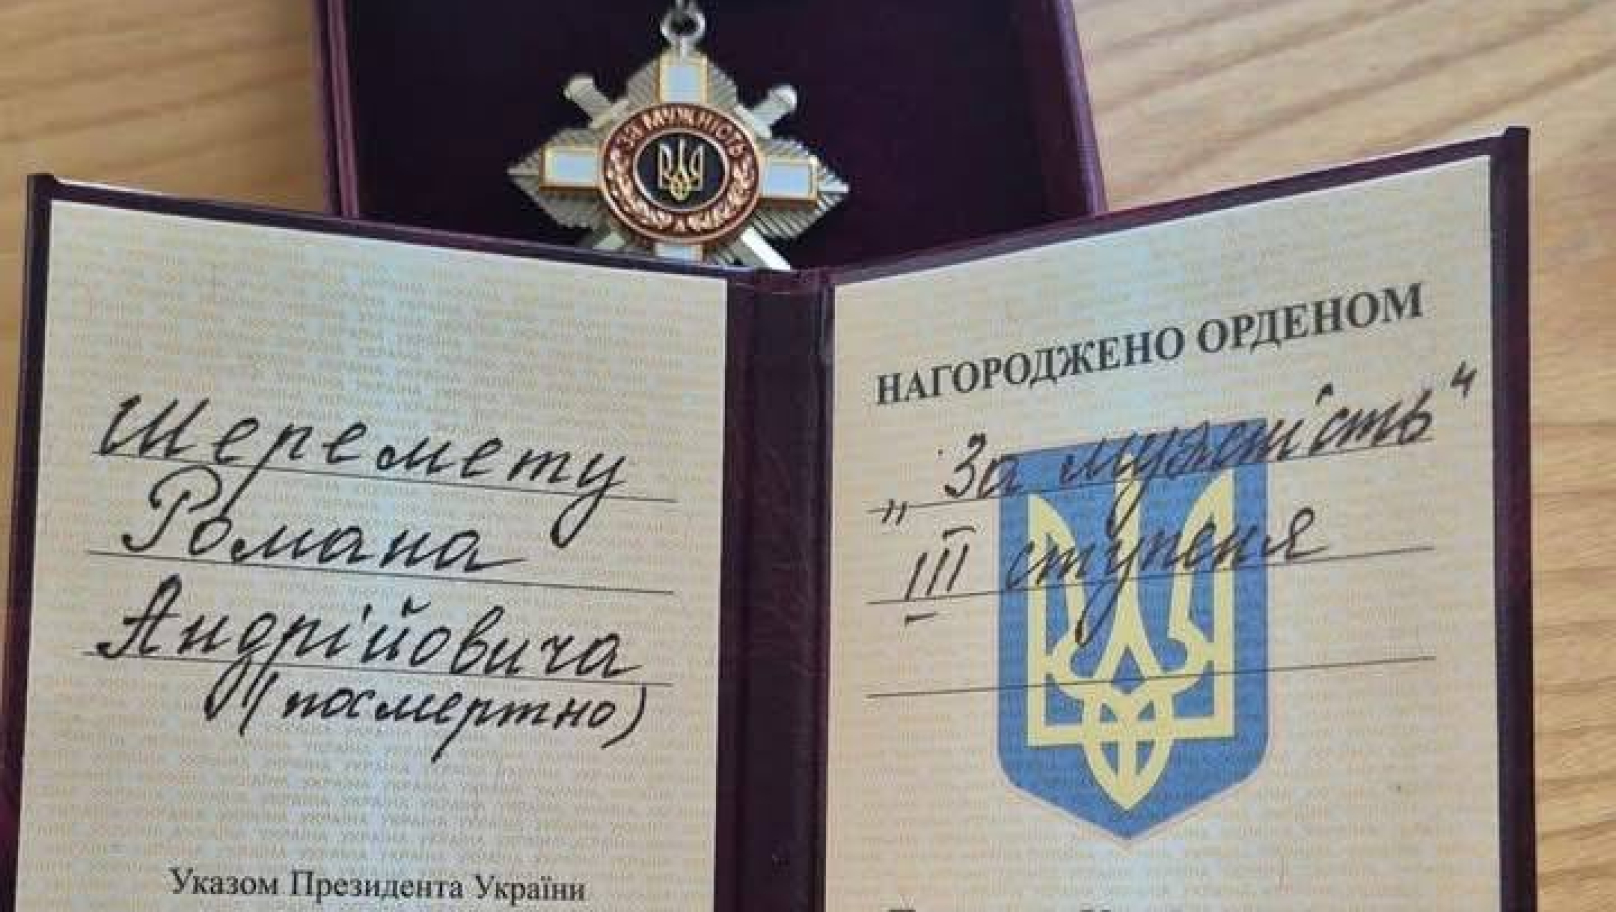 ЗА МУЖНІСТЬ
Шеремету
Романа
Андрійовича
(посмертно)
Указом Президента України
НАГОРОДЖЕНО ОРДЕНОМ
„За мужність“
III ступеня